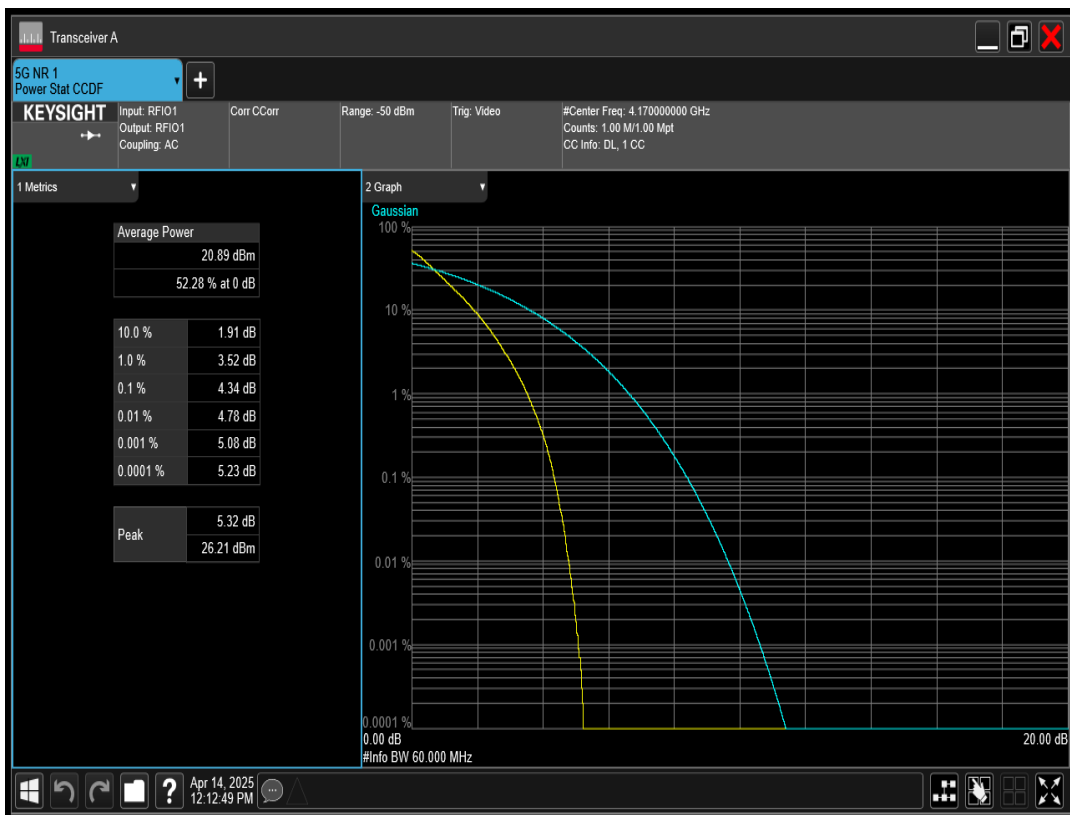 Transceiver A
5G NR 1
Power Stat CCDF
+
KEYSIGHT
LXI
Input: RFIO1
Output: RFIO1
Coupling: AC
Corr CCorr
Range: -50 dBm
Trig: Video
#Center Freq: 4.170000000 GHz
Counts: 1.00 M/1.00 Mpt
CC Info: DL, 1 CC
1 Metrics
Average Power
20.89 dBm
52.28 % at 0 dB
10.0 % 1.91 dB
1.0 % 3.52 dB
0.1 % 4.34 dB
0.01 % 4.78 dB
0.001 % 5.08 dB
0.0001 % 5.23 dB
Peak
5.32 dB
26.21 dBm
2 Graph
Gaussian
100 %
10 %
1 %
0.1 %
0.01 %
0.001 %
0.0001 %
0.00 dB 20.00 dB
#Info BW 60.000 MHz
?
Apr 14, 2025
12:12:49 PM